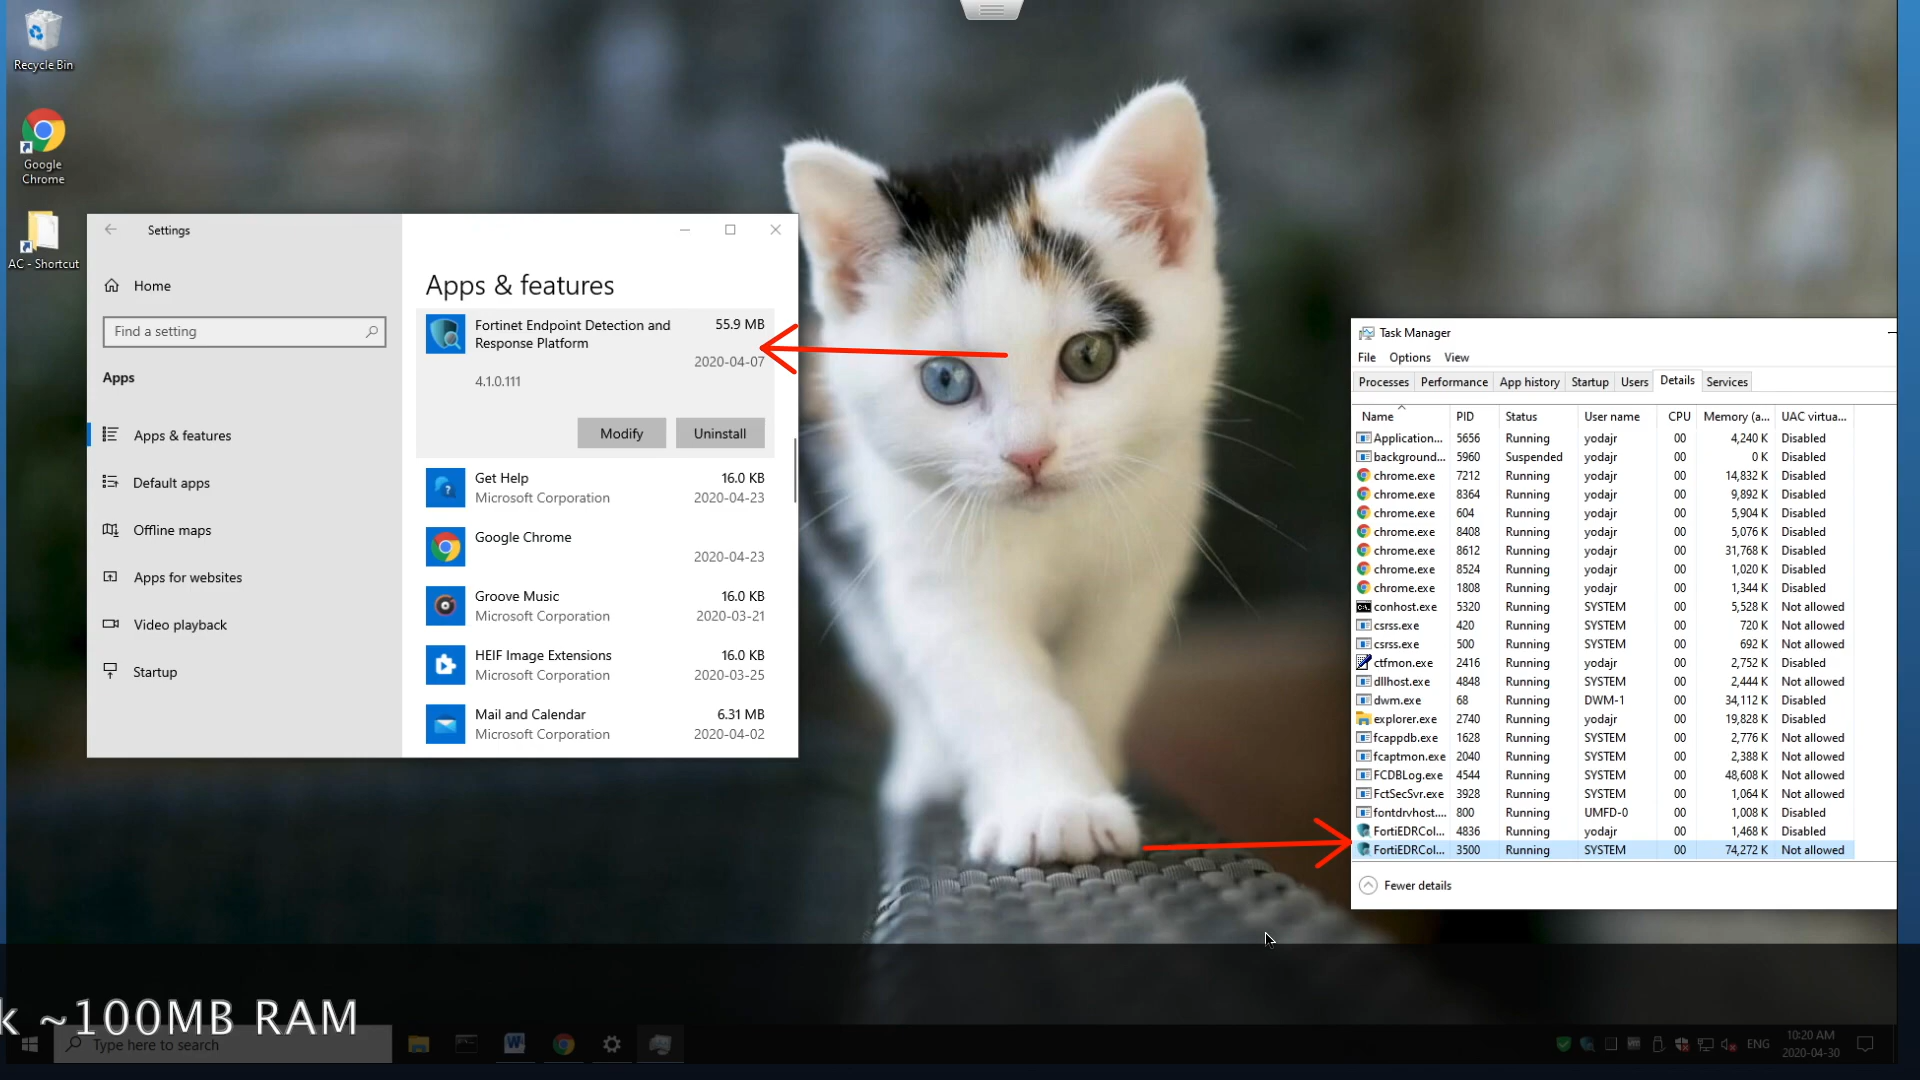 Recycle Bin
Google
Chrome
AC - Shortcut
Settings
Home
Find a setting
Apps
Apps & features
Default apps
Offline maps
Apps for websites
Video playback
Startup
Apps & features
Fortinet Endpoint Detection and 55.9 MB
Response Platform
2020-04-07
4.1.0.111
Modify Uninstall
Get Help 16.0 KB
Microsoft Corporation 2020-04-23
Google Chrome
2020-04-23
Groove Music 16.0 KB
Microsoft Corporation 2020-03-21
HEIF Image Extensions 16.0 KB
Microsoft Corporation 2020-03-25
Mail and Calendar 6.31 MB
Microsoft Corporation 2020-04-02
Task Manager
File Options View
Processes Performance App history Startup Users Details Services
Name PID Status User name CPU Memory (a... UAC virtua...
Application... 5656 Running yodajr 00 4,240 K Disabled
background... 5960 Suspended yodajr 00 0 K Disabled
chrome.exe 7212 Running yodajr 00 14,832 K Disabled
chrome.exe 8364 Running yodajr 00 9,892 K Disabled
chrome.exe 604 Running yodajr 00 5,904 K Disabled
chrome.exe 8408 Running yodajr 00 5,076 K Disabled
chrome.exe 8612 Running yodajr 00 31,768 K Disabled
chrome.exe 8524 Running yodajr 00 1,020 K Disabled
chrome.exe 1808 Running yodajr 00 1,344 K Disabled
conhost.exe 5320 Running SYSTEM 00 5,528 K Not allowed
csrss.exe 420 Running SYSTEM 00 720 K Not allowed
csrss.exe 500 Running SYSTEM 00 692 K Not allowed
ctfmon.exe 2416 Running yodajr 00 2,752 K Disabled
dllhost.exe 4848 Running SYSTEM 00 2,444 K Not allowed
dwm.exe 68 Running DWM-1 00 34,112 K Disabled
explorer.exe 2740 Running yodajr 00 19,828 K Disabled
fcappdb.exe 1628 Running SYSTEM 00 2,776 K Not allowed
fcaptmon.exe 2040 Running SYSTEM 00 2,388 K Not allowed
FCDBLog.exe 4544 Running SYSTEM 00 48,608 K Not allowed
FctSecSvr.exe 3928 Running SYSTEM 00 1,064 K Not allowed
fontdrvhost.... 800 Running UMFD-0 00 1,008 K Disabled
FortiEDRCol... 4836 Running yodajr 00 1,468 K Disabled
FortiEDRCol... 3500 Running SYSTEM 00 74,272 K Not allowed
Fewer details
k ~100MB RAM
Type here to search
ENG
10:20 AM
2020-04-30